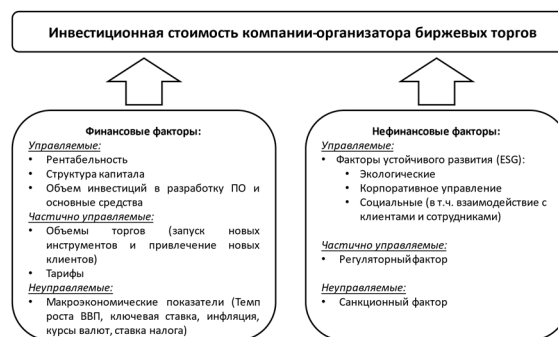 Инвестиционная стоимость компании-организатора биржевых торгов
Финансовые факторы:
Управляемые:
• Рентабельность
• Структура капитала
• Объем инвестиций в разработку ПО и
основные средства
Частично управляемые:
• Объемы торгов (запуск новых
инструментов и привлечение новых
клиентов)
• Тарифы
Неуправляемые:
• Макроэкономические показатели (Темп
роста ВВП, ключевая ставка, инфляция,
курсы валют, ставка налога)
Нефинансовые факторы:
Управляемые:
• Факторы устойчивого развития (ESG):
• Экологические
• Корпоративное управление
• Социальные (в т.ч. взаимодействие с
клиентами и сотрудниками)
Частично управляемые:
• Регуляторный фактор
Неуправляемые:
• Санкционный фактор